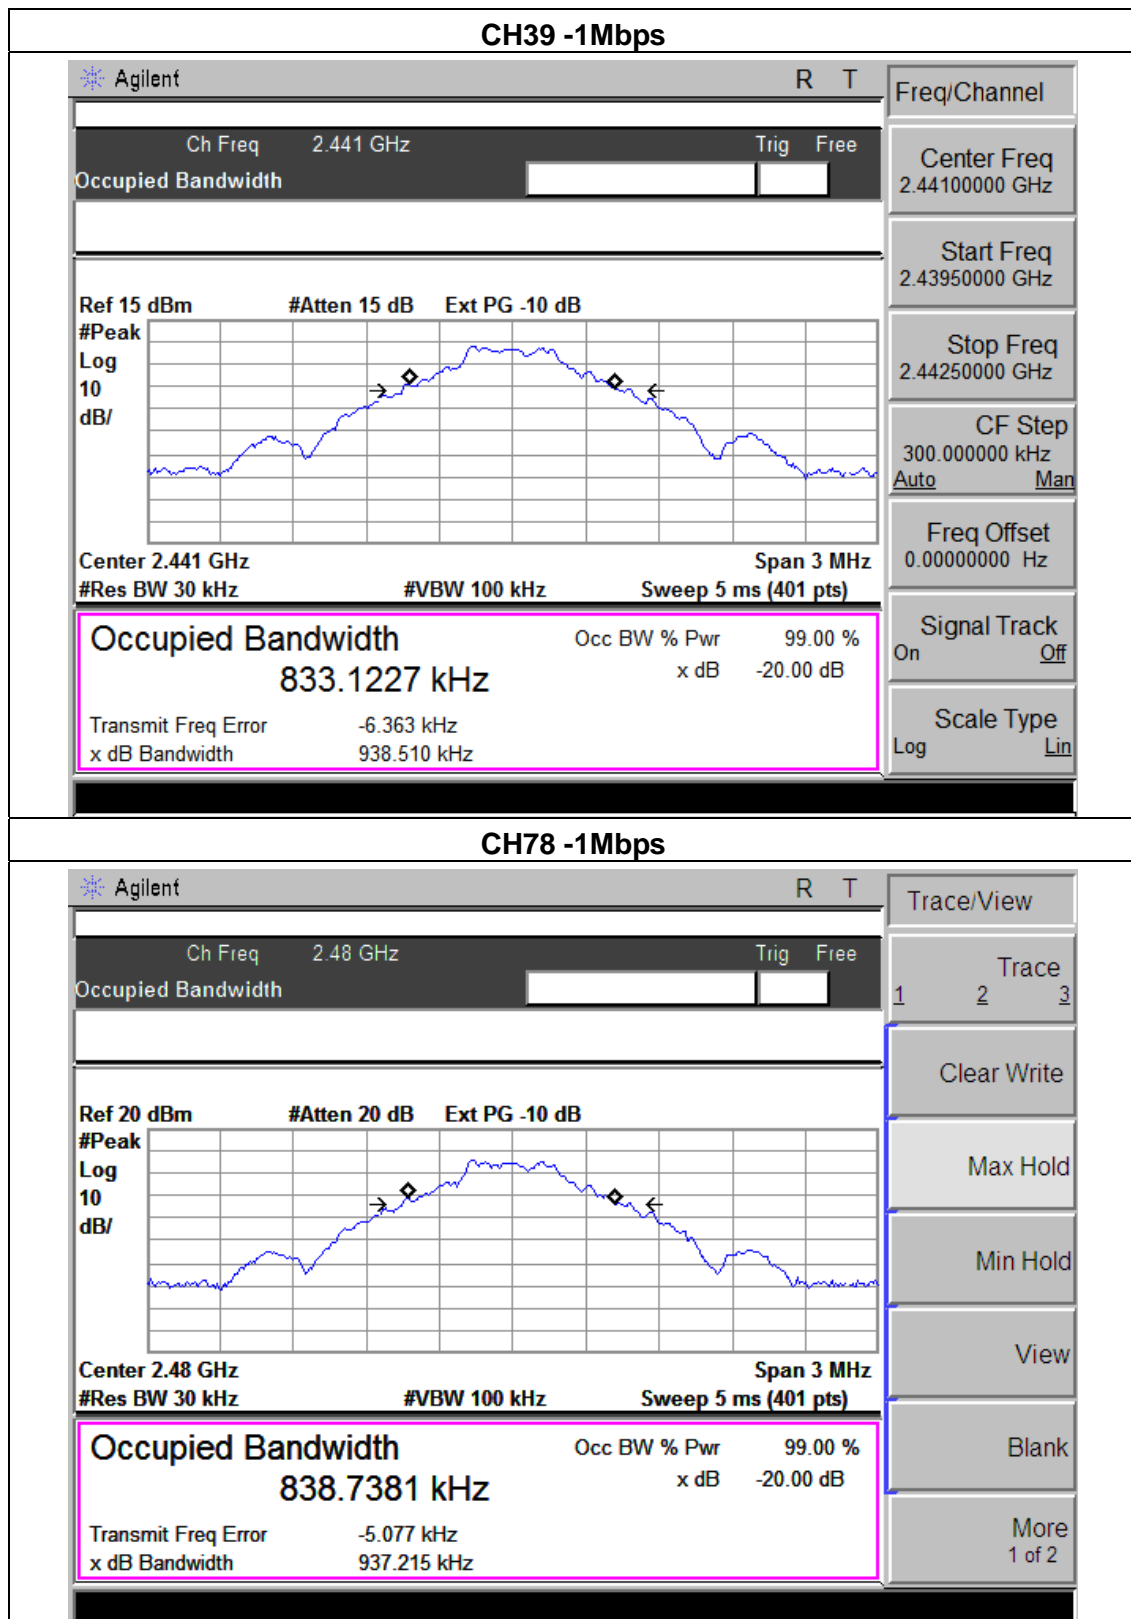 CH39 -1Mbps
Agilent R T
Freq/Channel
Ch Freq 2.441 GHz Trig Free
Occupied Bandwidth
Center Freq
2.44100000 GHz
Start Freq
2.43950000 GHz
Stop Freq
2.44250000 GHz
CF Step
300.000000 kHz
Auto Man
Freq Offset
0.00000000 Hz
Signal Track
On Off
Scale Type
Log Lin
Ref 15 dBm #Atten 15 dB Ext PG -10 dB
#Peak
Log
10
dB/
Center 2.441 GHz Span 3 MHz
#Res BW 30 kHz #VBW 100 kHz Sweep 5 ms (401 pts)
Occupied Bandwidth Occ BW % Pwr 99.00 %
833.1227 kHz x dB -20.00 dB
Transmit Freq Error -6.363 kHz
x dB Bandwidth 938.510 kHz
CH78 -1Mbps
Agilent R T
Trace/View
Ch Freq 2.48 GHz Trig Free
Occupied Bandwidth
Trace
1 2 3
Clear Write
Max Hold
Min Hold
View
Blank
More
1 of 2
Ref 20 dBm #Atten 20 dB Ext PG -10 dB
#Peak
Log
10
dB/
Center 2.48 GHz Span 3 MHz
#Res BW 30 kHz #VBW 100 kHz Sweep 5 ms (401 pts)
Occupied Bandwidth Occ BW % Pwr 99.00 %
838.7381 kHz x dB -20.00 dB
Transmit Freq Error -5.077 kHz
x dB Bandwidth 937.215 kHz